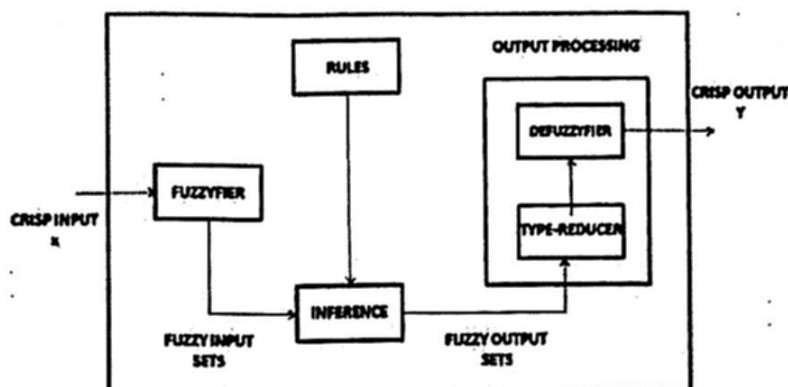 OUTPUT PROCESSING
RULES
CRISP OUTPUT
Y
DEFUZZYFIER
FUZZYFIER
CRISP INPUT
X
TYPE-REDUCER
INFERENCE
FUZZY INPUT
SETS
FUZZY OUTPUT
SETS